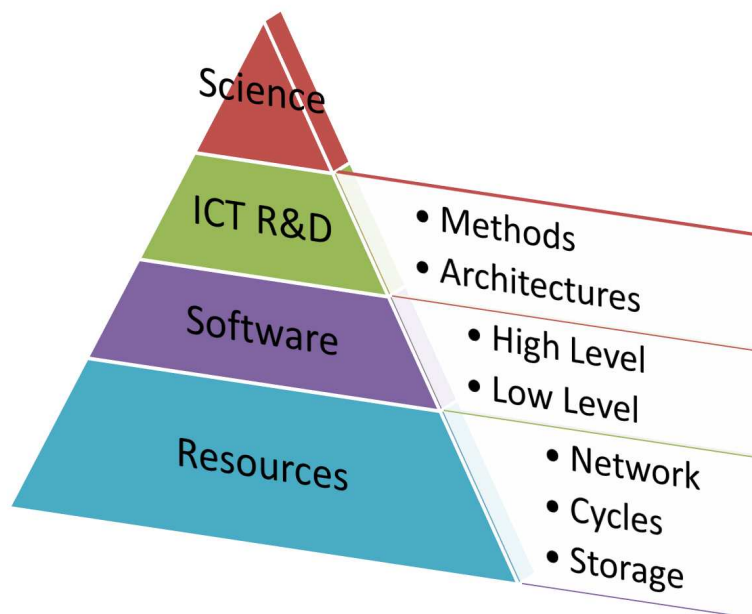 Science
ICT R&D
• Methods
• Architectures
Software
• High Level
• Low Level
Resources
• Network
• Cycles
• Storage